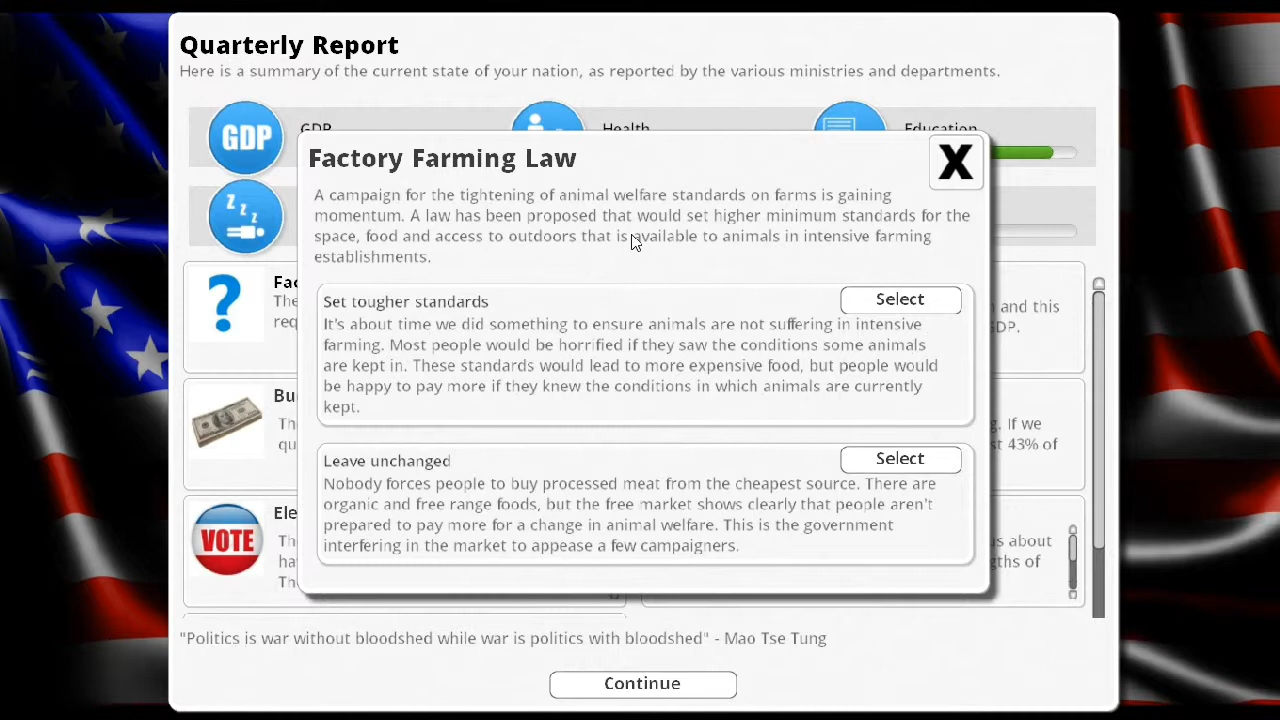 Quarterly Report
Here is a summary of the current state of your nation, as reported by the various ministries and departments.
GDP
GDP
Health
Education
Factory Farming Law
X
A campaign for the tightening of animal welfare standards on farms is gaining
momentum. A law has been proposed that would set higher minimum standards for the
space, food and access to outdoors that is available to animals in intensive farming
establishments.
z z z
Set tougher standards
Select
It's about time we did something to ensure animals are not suffering in intensive
farming. Most people would be horrified if they saw the conditions some animals
are kept in. These standards would lead to more expensive food, but people would
be happy to pay more if they knew the conditions in which animals are currently
kept.
Leave unchanged
Select
Nobody forces people to buy processed meat from the cheapest source. There are
organic and free range foods, but the free market shows clearly that people aren't
prepared to pay more for a change in animal welfare. This is the government
interfering in the market to appease a few campaigners.
?
and this
DP.
If we
43% of
VOTE
about
of
"Politics is war without bloodshed while war is politics with bloodshed" - Mao Tse Tung
Continue